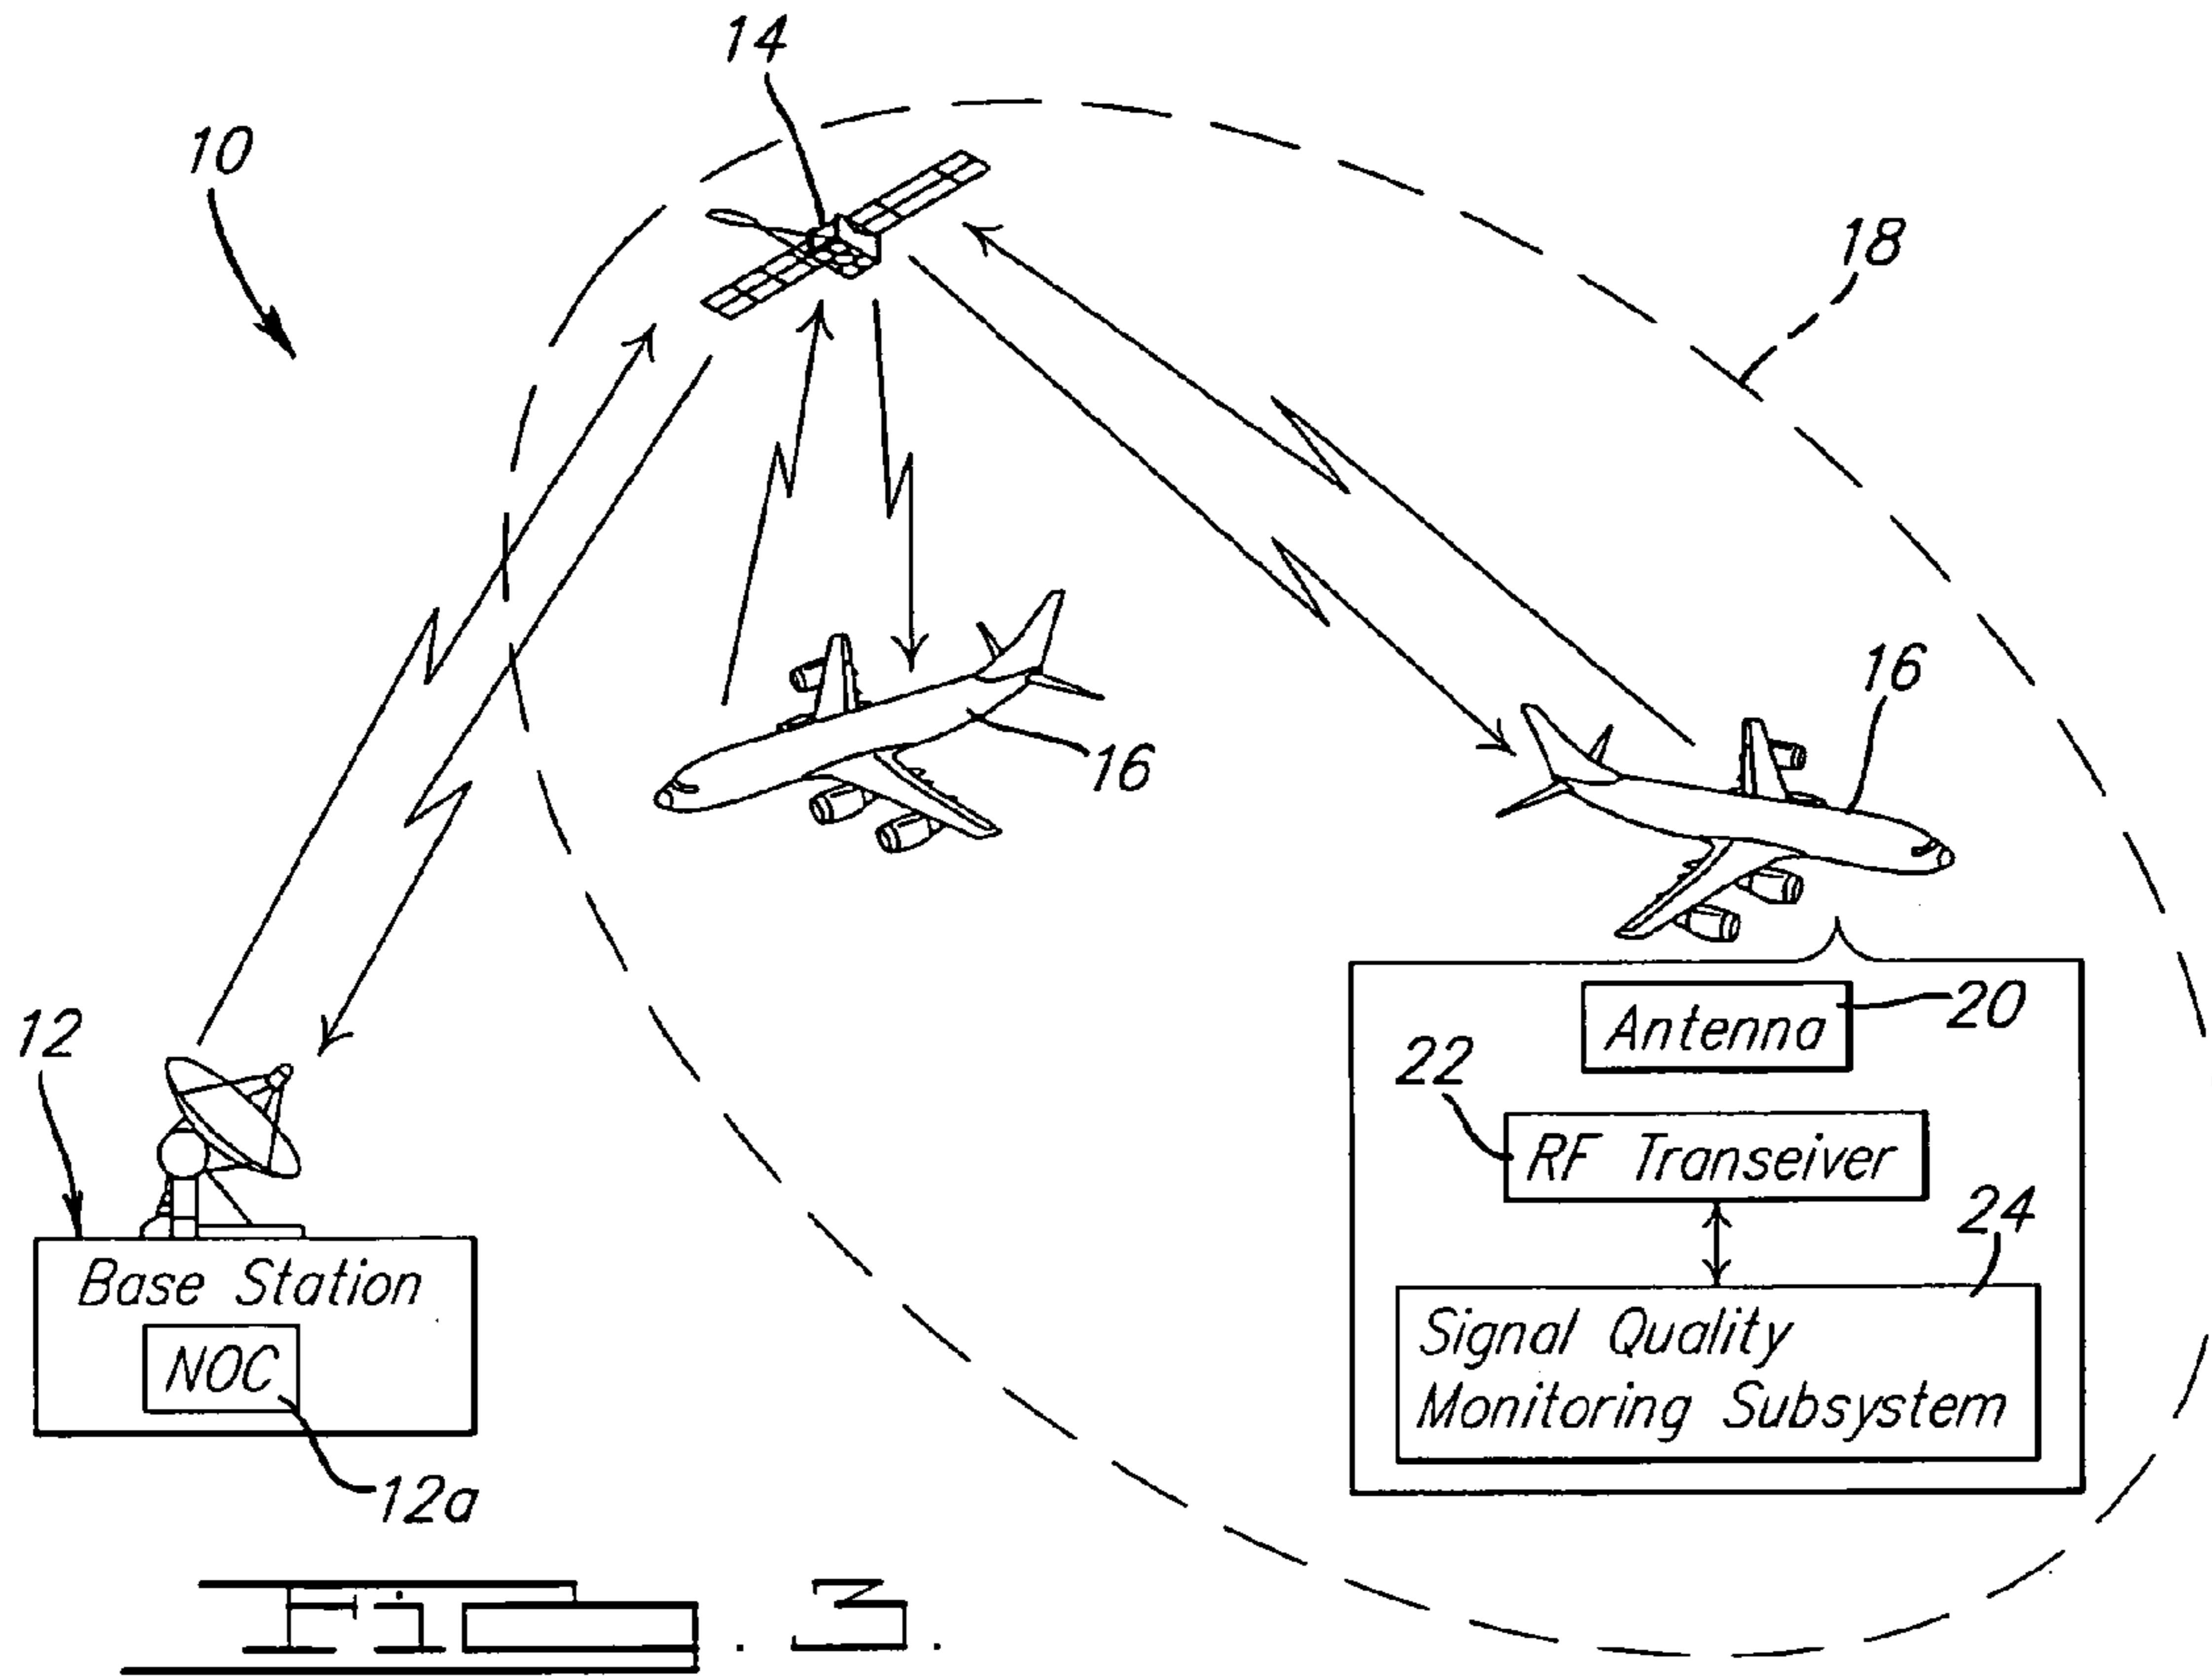 14
10
18
16
16
12
Antenna
20
22
RF Transeiver
24
Base Station
Signal Quality
Monitoring Subsystem
NOC
12a
Fig. 3.